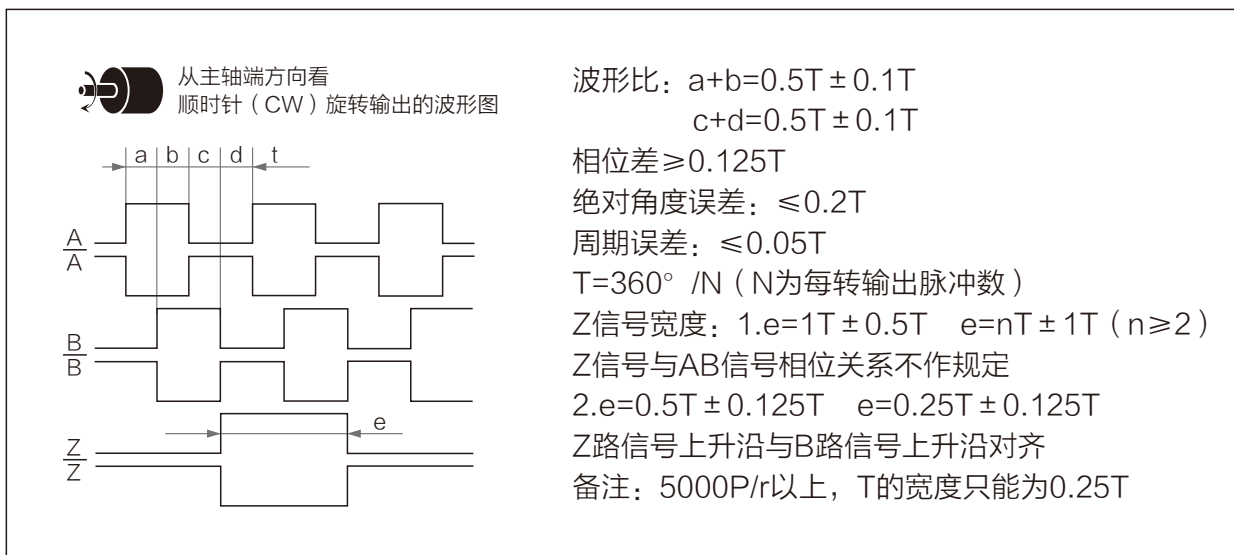 从主轴端方向看
顺时针（CW）旋转输出的波形图
a b c d t
A
A
B
B
e
Z
Z
波形比：a+b=0.5T±0.1T
c+d=0.5T±0.1T
相位差≥0.125T
绝对角度误差：≤0.2T
周期误差：≤0.05T
T=360° /N（N为每转输出脉冲数）
Z信号宽度：1.e=1T±0.5T e=nT±1T（n≥2）
Z信号与AB信号相位关系不作规定
2.e=0.5T±0.125T e=0.25T±0.125T
Z路信号上升沿与B路信号上升沿对齐
备注：5000P/r以上，T的宽度只能为0.25T